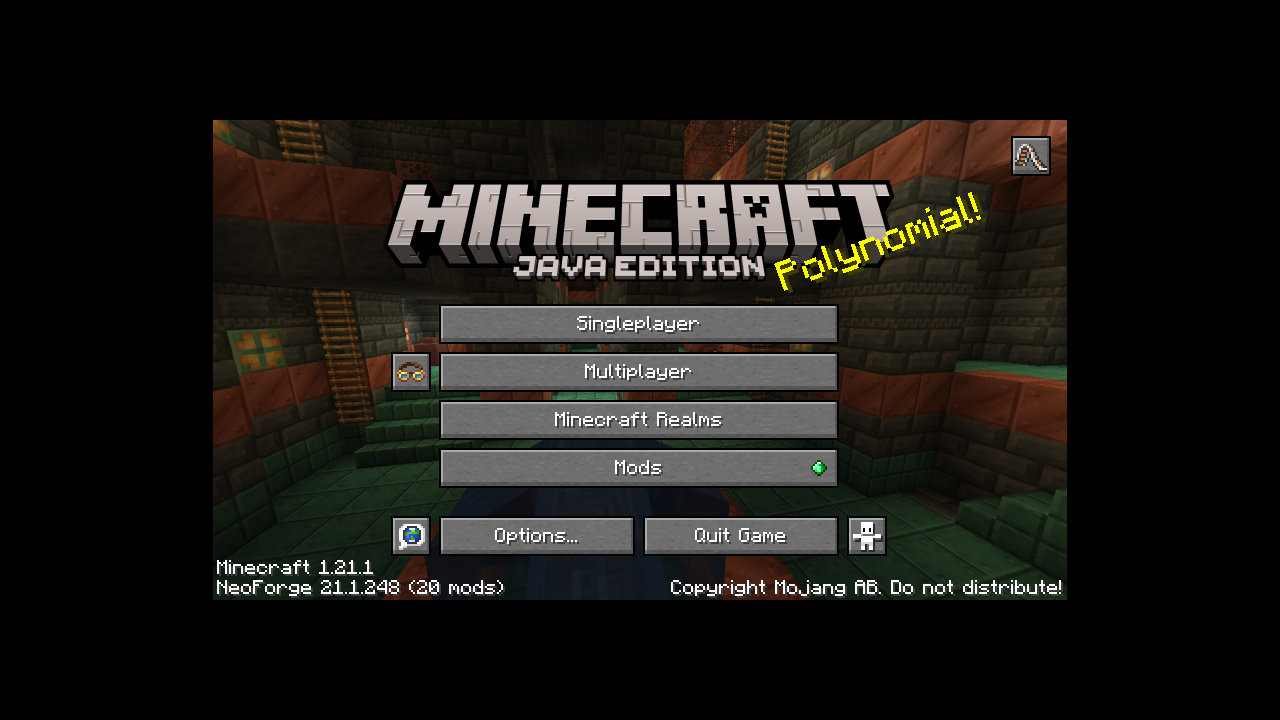 MINECRAFT
JAVA EDITION
Polynomial!
Singleplayer
Multiplayer
Minecraft Realms
Mods
Options...
Quit Game
Minecraft 1.21.1
NeoForge 21.1.248 (20 mods)
Copyright Mojang AB. Do not distribute!